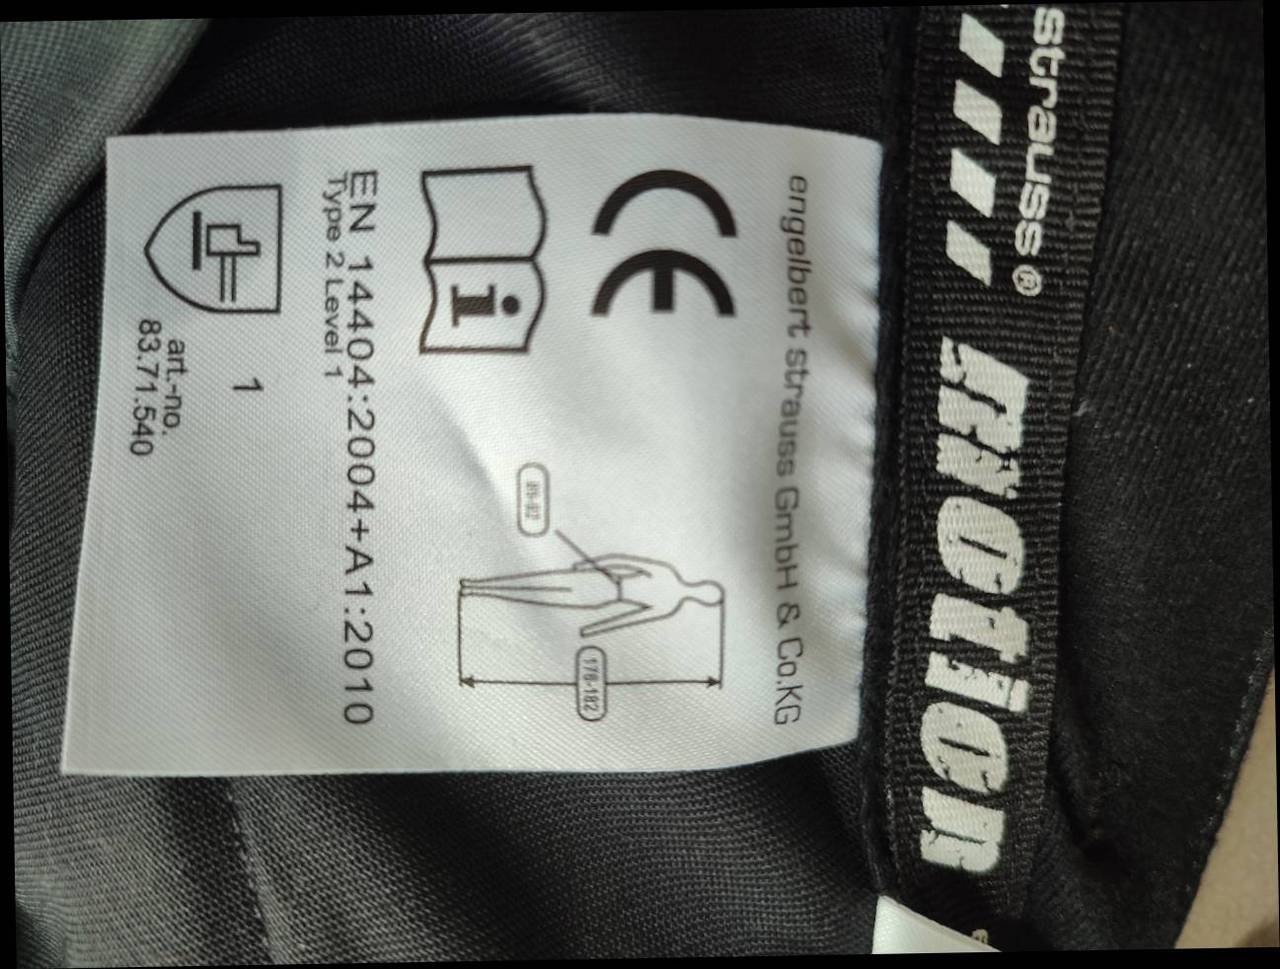 strauss®
motion
engelbert strauss GmbH & Co.KG
CE
i
176-182
EN 14404:2004+A1:2010
Type 2 Level 1
1
art.-no.
83.71.540